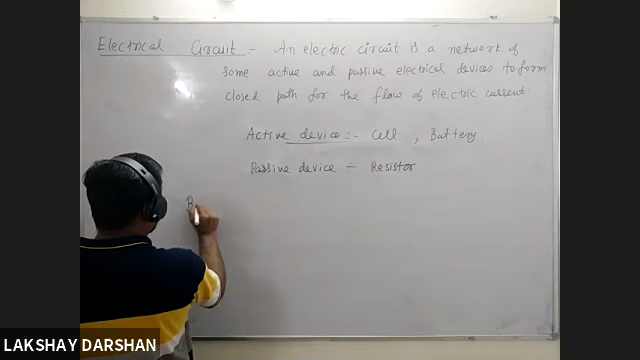 Electrical Circuit :- An electric circuit is a network of
some active and passive electrical devices to form
closed path for the flow of electric current.
Active device :- Cell , Battery.
Passive device ÷ Resistor
B
LAKSHAY DARSHAN